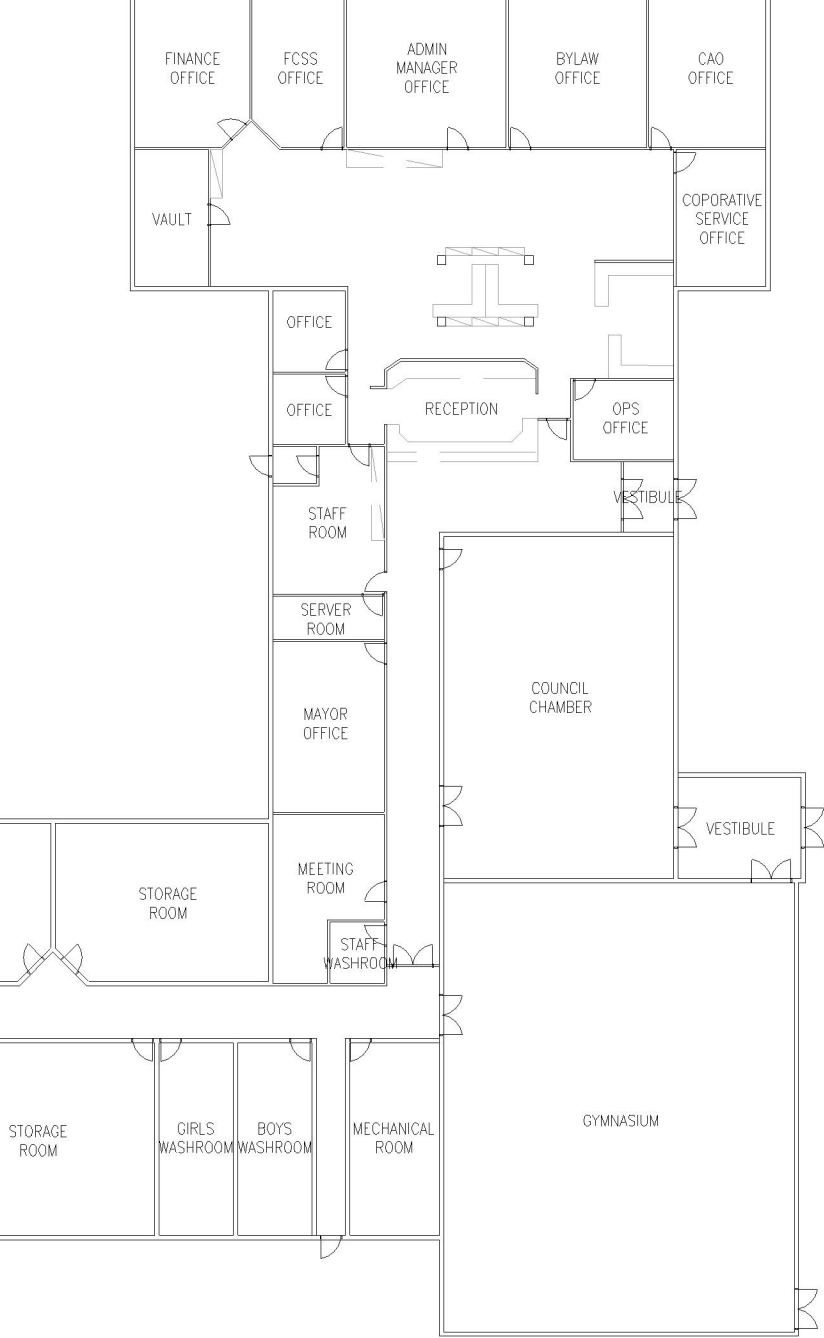 FINANCE
OFFICE
FCSS
OFFICE
ADMIN
MANAGER
OFFICE
BYLAW
OFFICE
CAO
OFFICE
VAULT
COPORATIVE
SERVICE
OFFICE
OFFICE
OFFICE
RECEPTION
OPS
OFFICE
STAFF
ROOM
VESTIBULE
SERVER
ROOM
MAYOR
OFFICE
COUNCIL
CHAMBER
VESTIBULE
MEETING
ROOM
STORAGE
ROOM
STAFF
WASHROOM
STORAGE
ROOM
GIRLS
WASHROOM
BOYS
WASHROOM
MECHANICAL
ROOM
GYMNASIUM